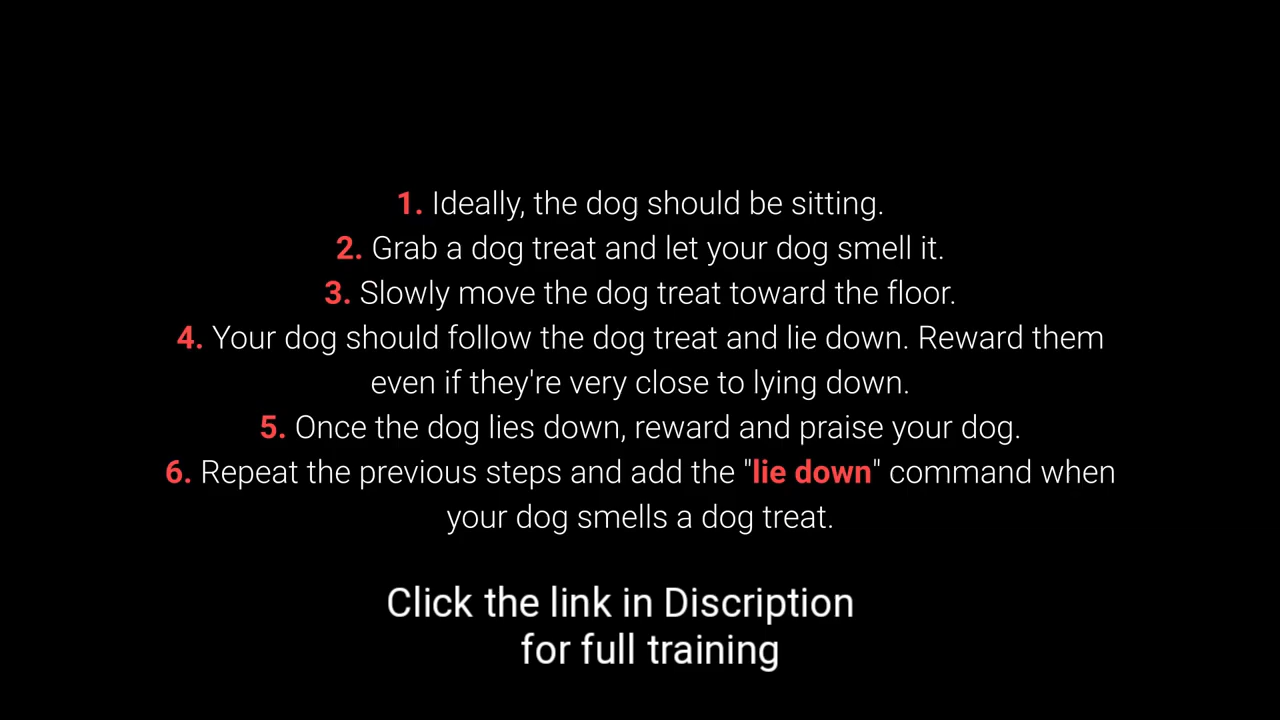 1. Ideally, the dog should be sitting.
2. Grab a dog treat and let your dog smell it.
3. Slowly move the dog treat toward the floor.
4. Your dog should follow the dog treat and lie down. Reward them
even if they're very close to lying down.
5. Once the dog lies down, reward and praise your dog.
6. Repeat the previous steps and add the "lie down" command when
your dog smells a dog treat.
Click the link in Discription
for full training